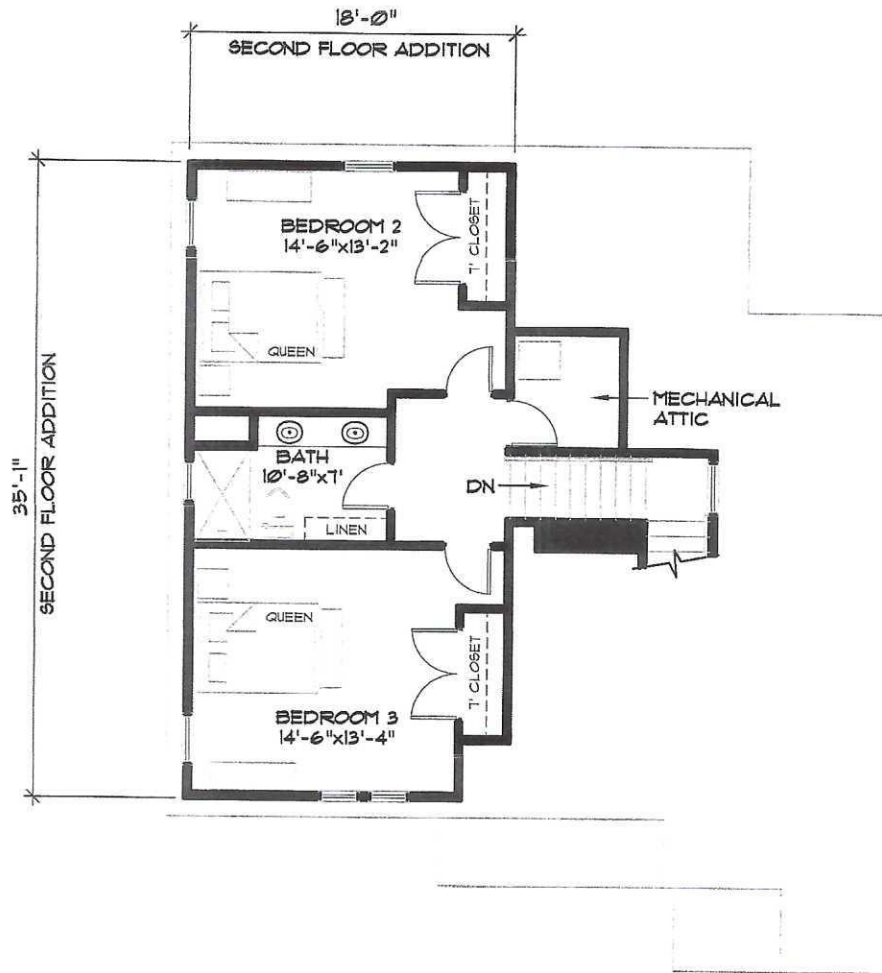 18'-0"
SECOND FLOOR ADDITION
35'-1"
SECOND FLOOR ADDITION
BEDROOM 2
14'-6"x13'-2"
7' CLOSET
QUEEN
MECHANICAL
ATTIC
BATH
10'-8"x7'
DN
LINEN
QUEEN
7' CLOSET
BEDROOM 3
14'-6"x13'-4"